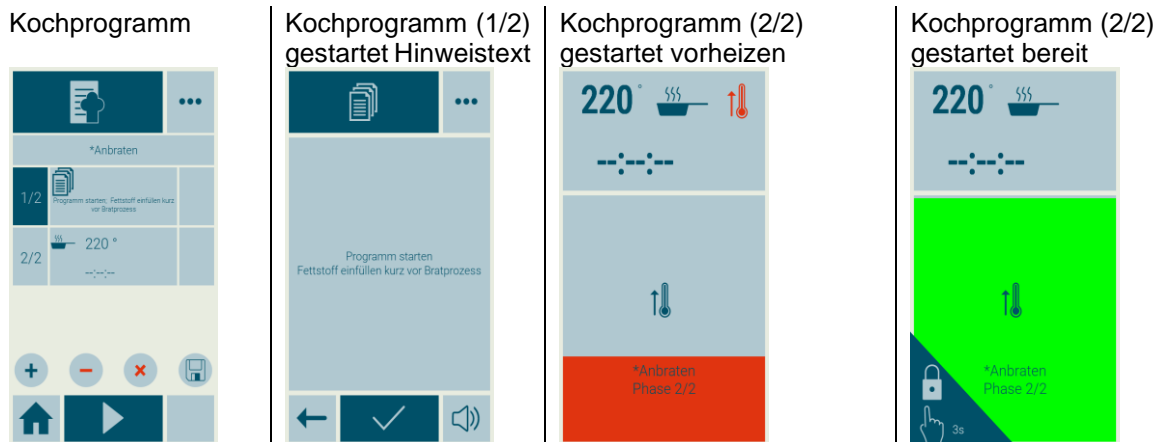 Kochprogramm
•••
*Anbraten
1/2
Programm starten, Fettstoff einfüllen kurz
vor Bratprozess
2/2
220 °
--:--:--
Kochprogramm (1/2)
gestartet Hinweistext
•••
Programm starten
Fettstoff einfüllen kurz vor Bratprozess
Kochprogramm (2/2)
gestartet vorheizen
220°
--:--:--
*Anbraten
Phase 2/2
Kochprogramm (2/2)
gestartet bereit
220°
--:--:--
*Anbraten
Phase 2/2
3s